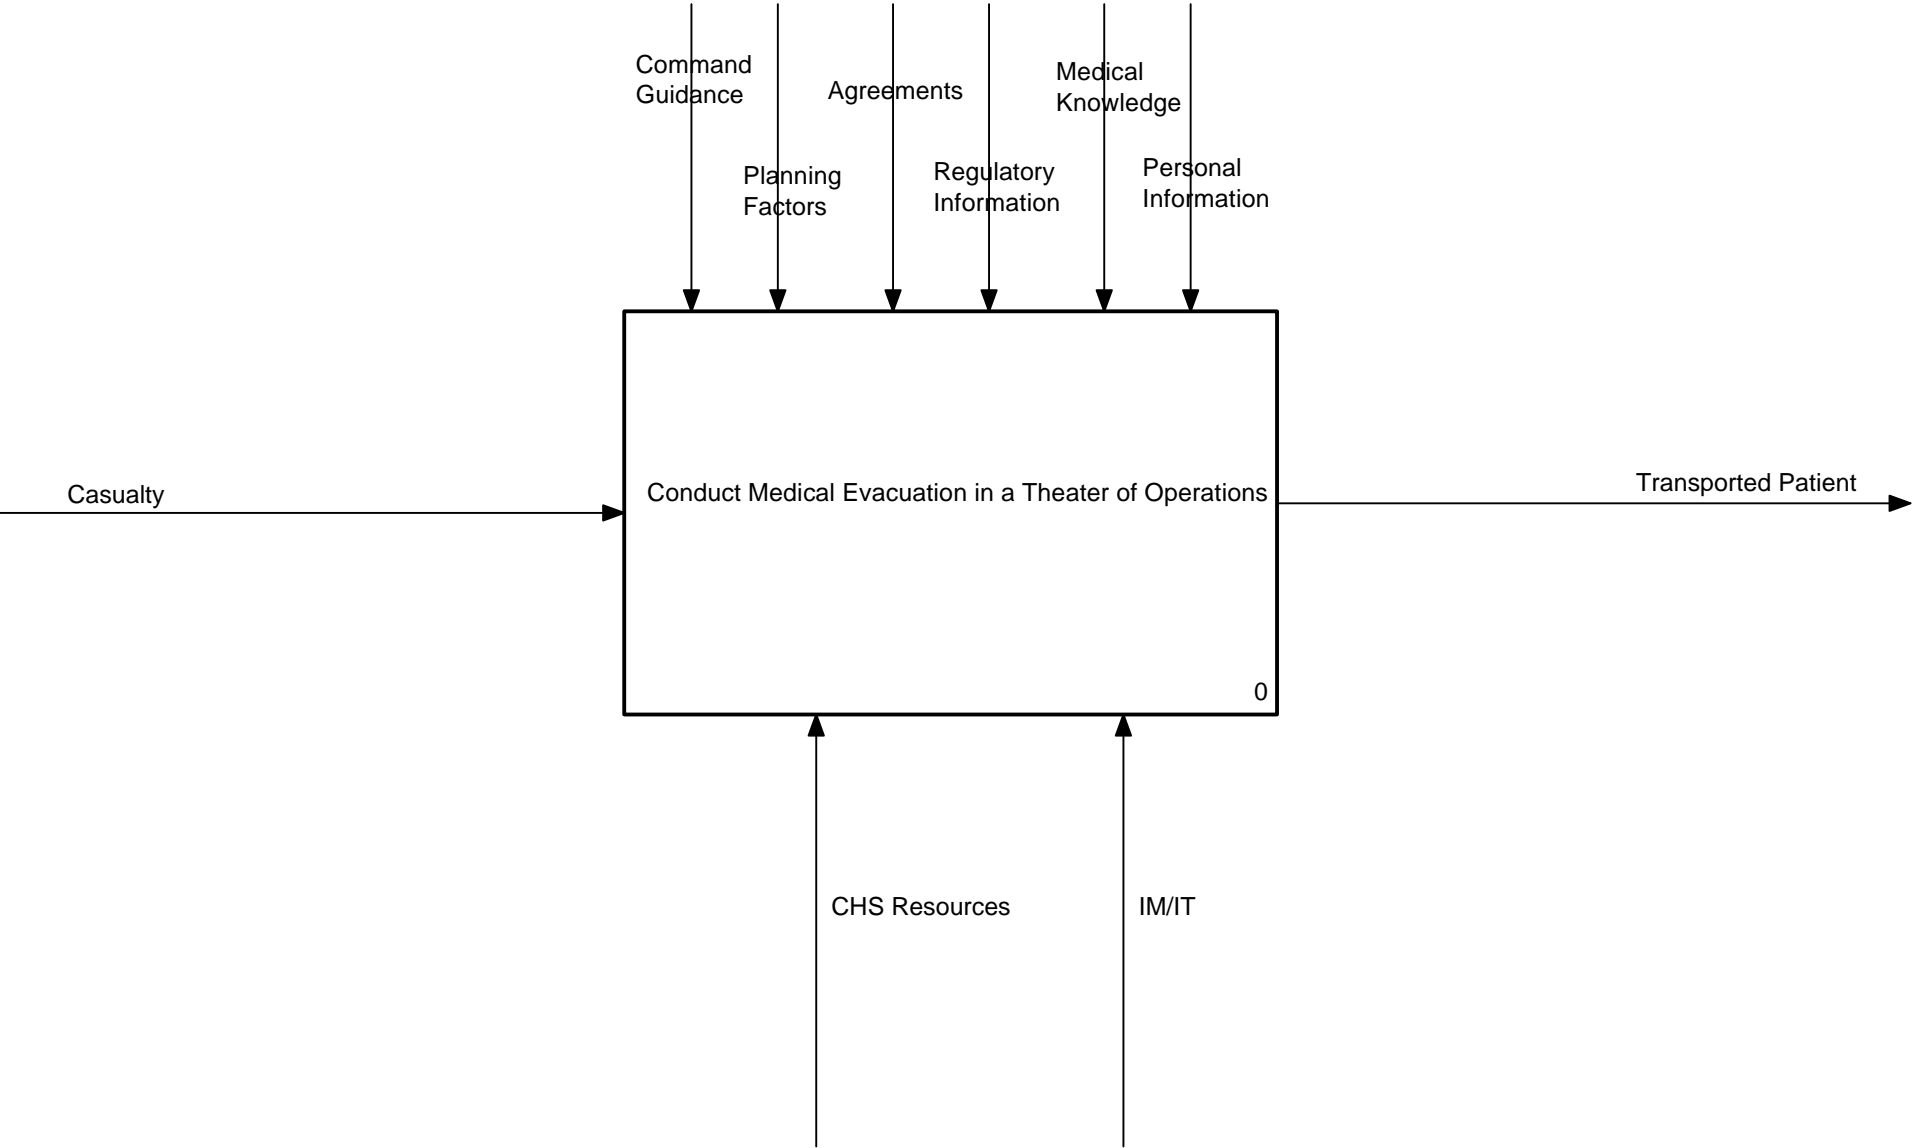 Command
Guidance
Agreements
Medical
Knowledge
Planning
Factors
Regulatory
Information
Personal
Information
Casualty
Conduct Medical Evacuation in a Theater of Operations
Transported Patient
0
CHS Resources
IM/IT